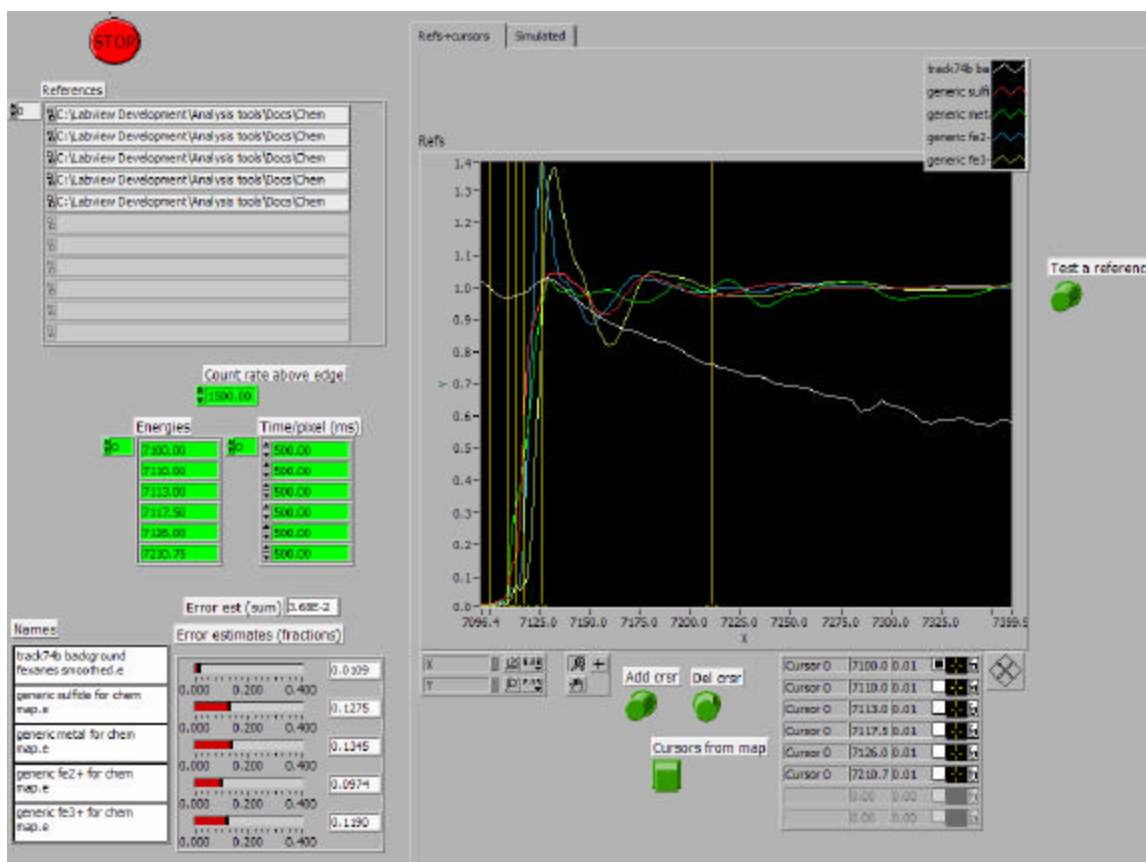 STOP
References
C:\Labview Development\Analysis tools\Docs\Chem
C:\Labview Development\Analysis tools\Docs\Chem
C:\Labview Development\Analysis tools\Docs\Chem
C:\Labview Development\Analysis tools\Docs\Chem
C:\Labview Development\Analysis tools\Docs\Chem
Count rate above edge
1500.00
Energies
7100.00
7110.00
7113.00
7117.50
7126.00
7210.75
Time/pixel (ms)
500.00
500.00
500.00
500.00
500.00
500.00
Error est (sum) 3.68E-2
Names
track74b background
fexanes smoothed.e
generic sulfide for chem
map.e
generic metal for chem
map.e
generic fe2+ for chem
map.e
generic fe3+ for chem
map.e
Error estimates (fractions)
0.0109
0.000 0.200 0.400
0.1275
0.000 0.200 0.400
0.1345
0.000 0.200 0.400
0.0974
0.000 0.200 0.400
0.1190
0.000 0.200 0.400
Refs+cursors
Simulated
track74b ba
generic sulfi
generic met
generic fe2-
generic fe3-
Refs
1.4
1.3
1.2
1.1
1.0
0.9
0.8
0.7
0.6
0.5
0.4
0.3
0.2
0.1
0.0
Y
7096.4 7125.0 7150.0 7175.0 7200.0 7225.0 7250.0 7275.0 7300.0 7325.0
X
Test a referenc
X
Y
Add crsr
Del crsr
Cursors from map
Cursor 0 7100.0 0.01
Cursor 0 7110.0 0.01
Cursor 0 7113.0 0.01
Cursor 0 7117.5 0.01
Cursor 0 7126.0 0.01
Cursor 0 7210.7 0.01
0.00 0.00
0.00 0.00